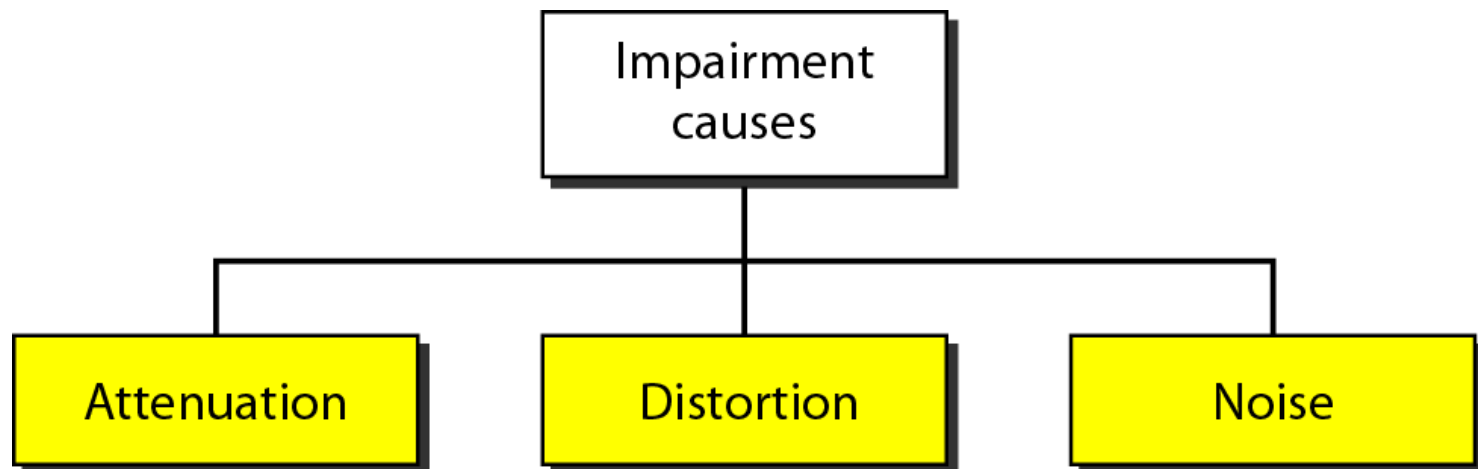 Impairment
causes
Attenuation
Distortion
Noise